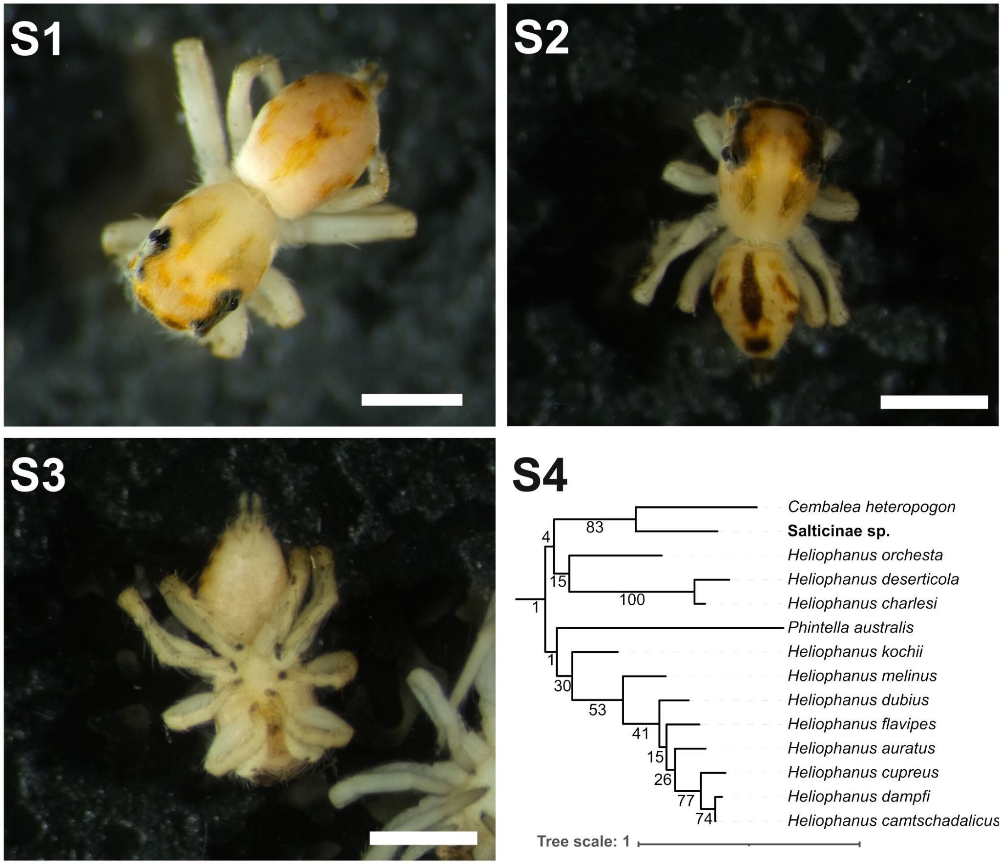 S1
S2
S3
S4
Cembalea heteropogon
83
Salticinae sp.
4
Heliophanus orchesta
15
Heliophanus deserticola
100
Heliophanus charlesi
1
Phintella australis
Heliophanus kochii
1
Heliophanus melinus
30
Heliophanus dubius
53
Heliophanus flavipes
41
Heliophanus auratus
15
Heliophanus cupreus
26
Heliophanus dampfi
77
Heliophanus camtschadalicus
74
Tree scale: 1